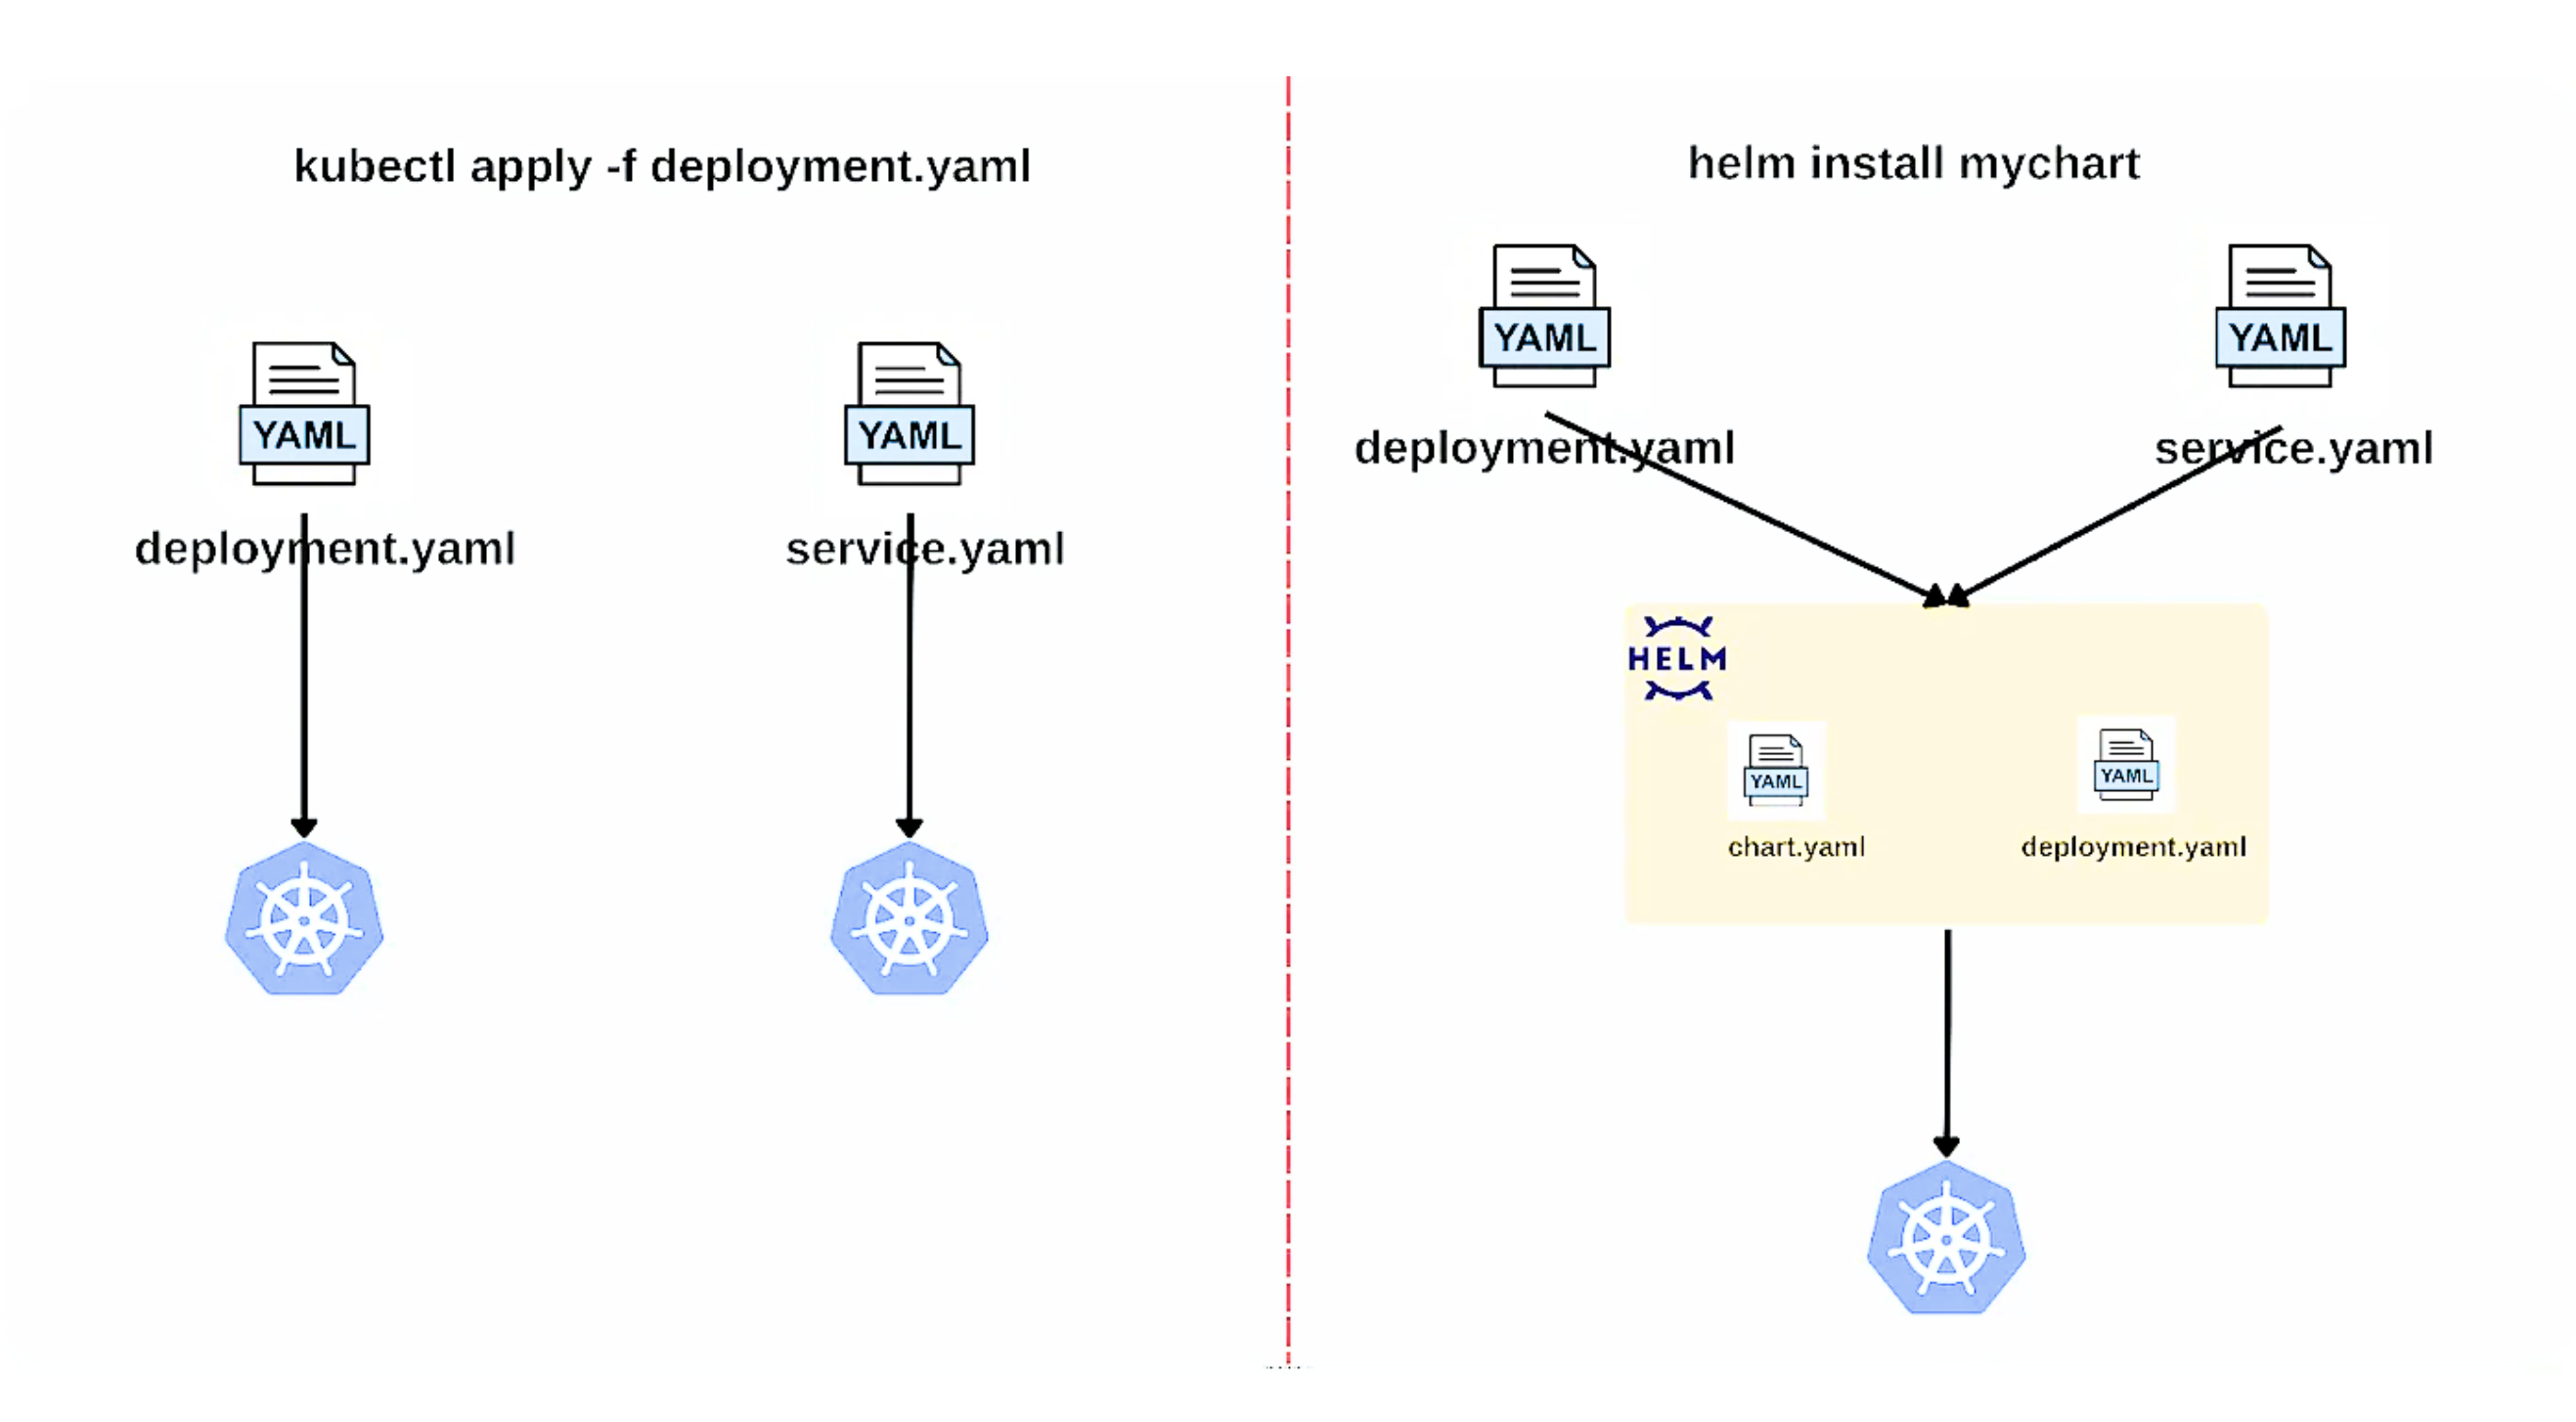 kubectl apply -f deployment.yaml
YAML
deployment.yaml
YAML
service.yaml
helm install mychart
YAML
deployment.yaml
YAML
service.yaml
HELM
YAML
chart.yaml
YAML
deployment.yaml